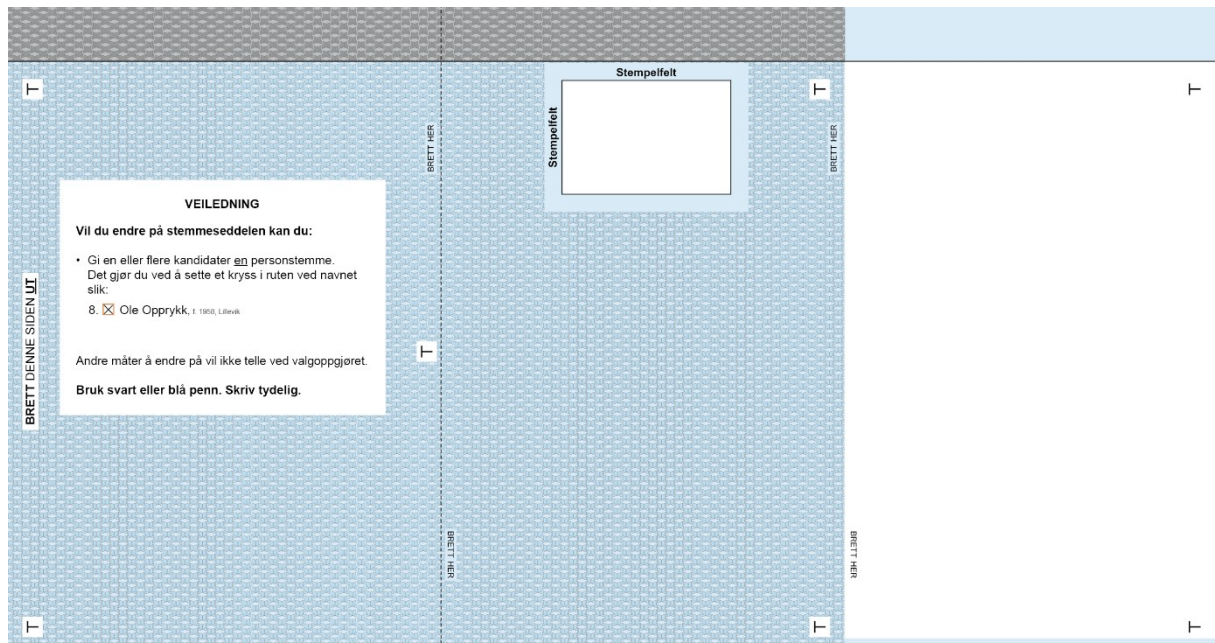 BRETT DENNE SIDEN UT
VEILEDNING
Vil du endre på stemmeseddelen kan du:
• Gi en eller flere kandidater en personstemme.
Det gjør du ved å sette et kryss i ruten ved navnet
slik:
8. ☒ Ole Opprykk, f. 1950, Lillevik
Andre måter å endre på vil ikke telle ved valgoppgjøret.
Bruk svart eller blå penn. Skriv tydelig.
BRETT HER
BRETT HER
Stempelfelt
Stempelfelt
BRETT HER
BRETT HER
T
T
T
T
T
T
T